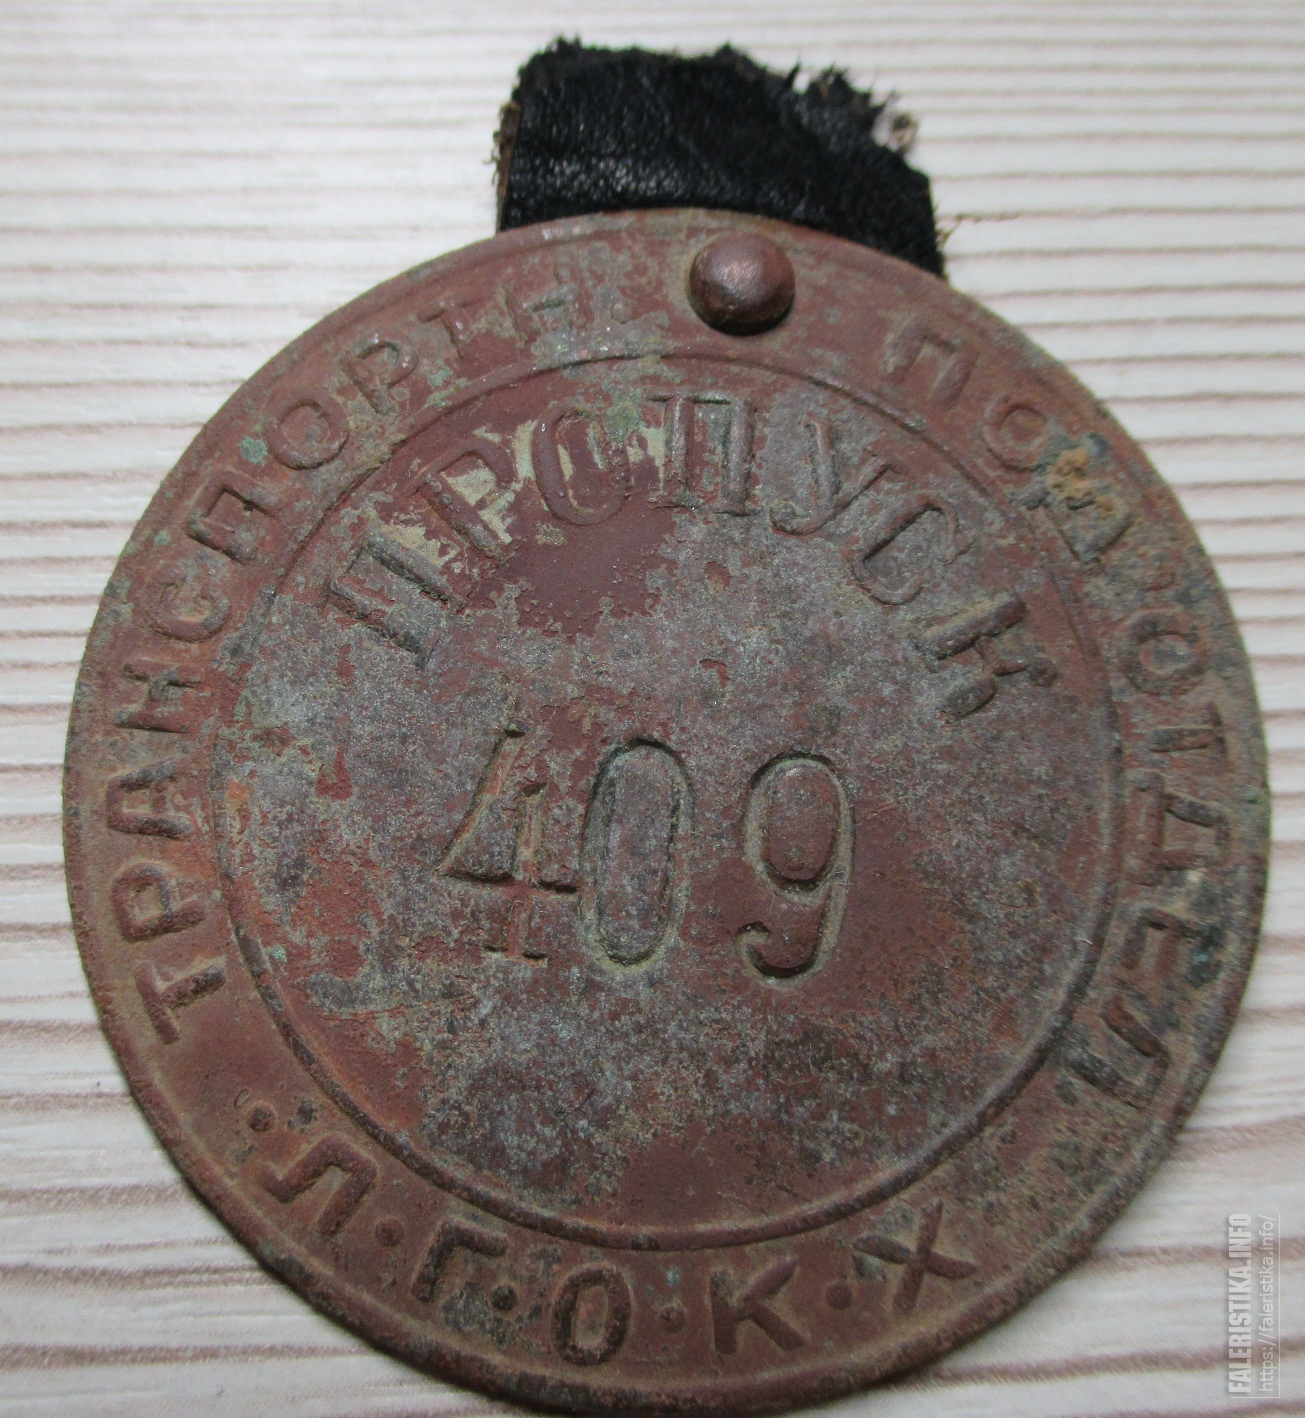 ТРАНСПОРТН. ПОДОТДЕЛ
ПРОПУСК
409
Л.Г.О.К.Х
FALERISTIKA.INFO
https://faleristika.info/